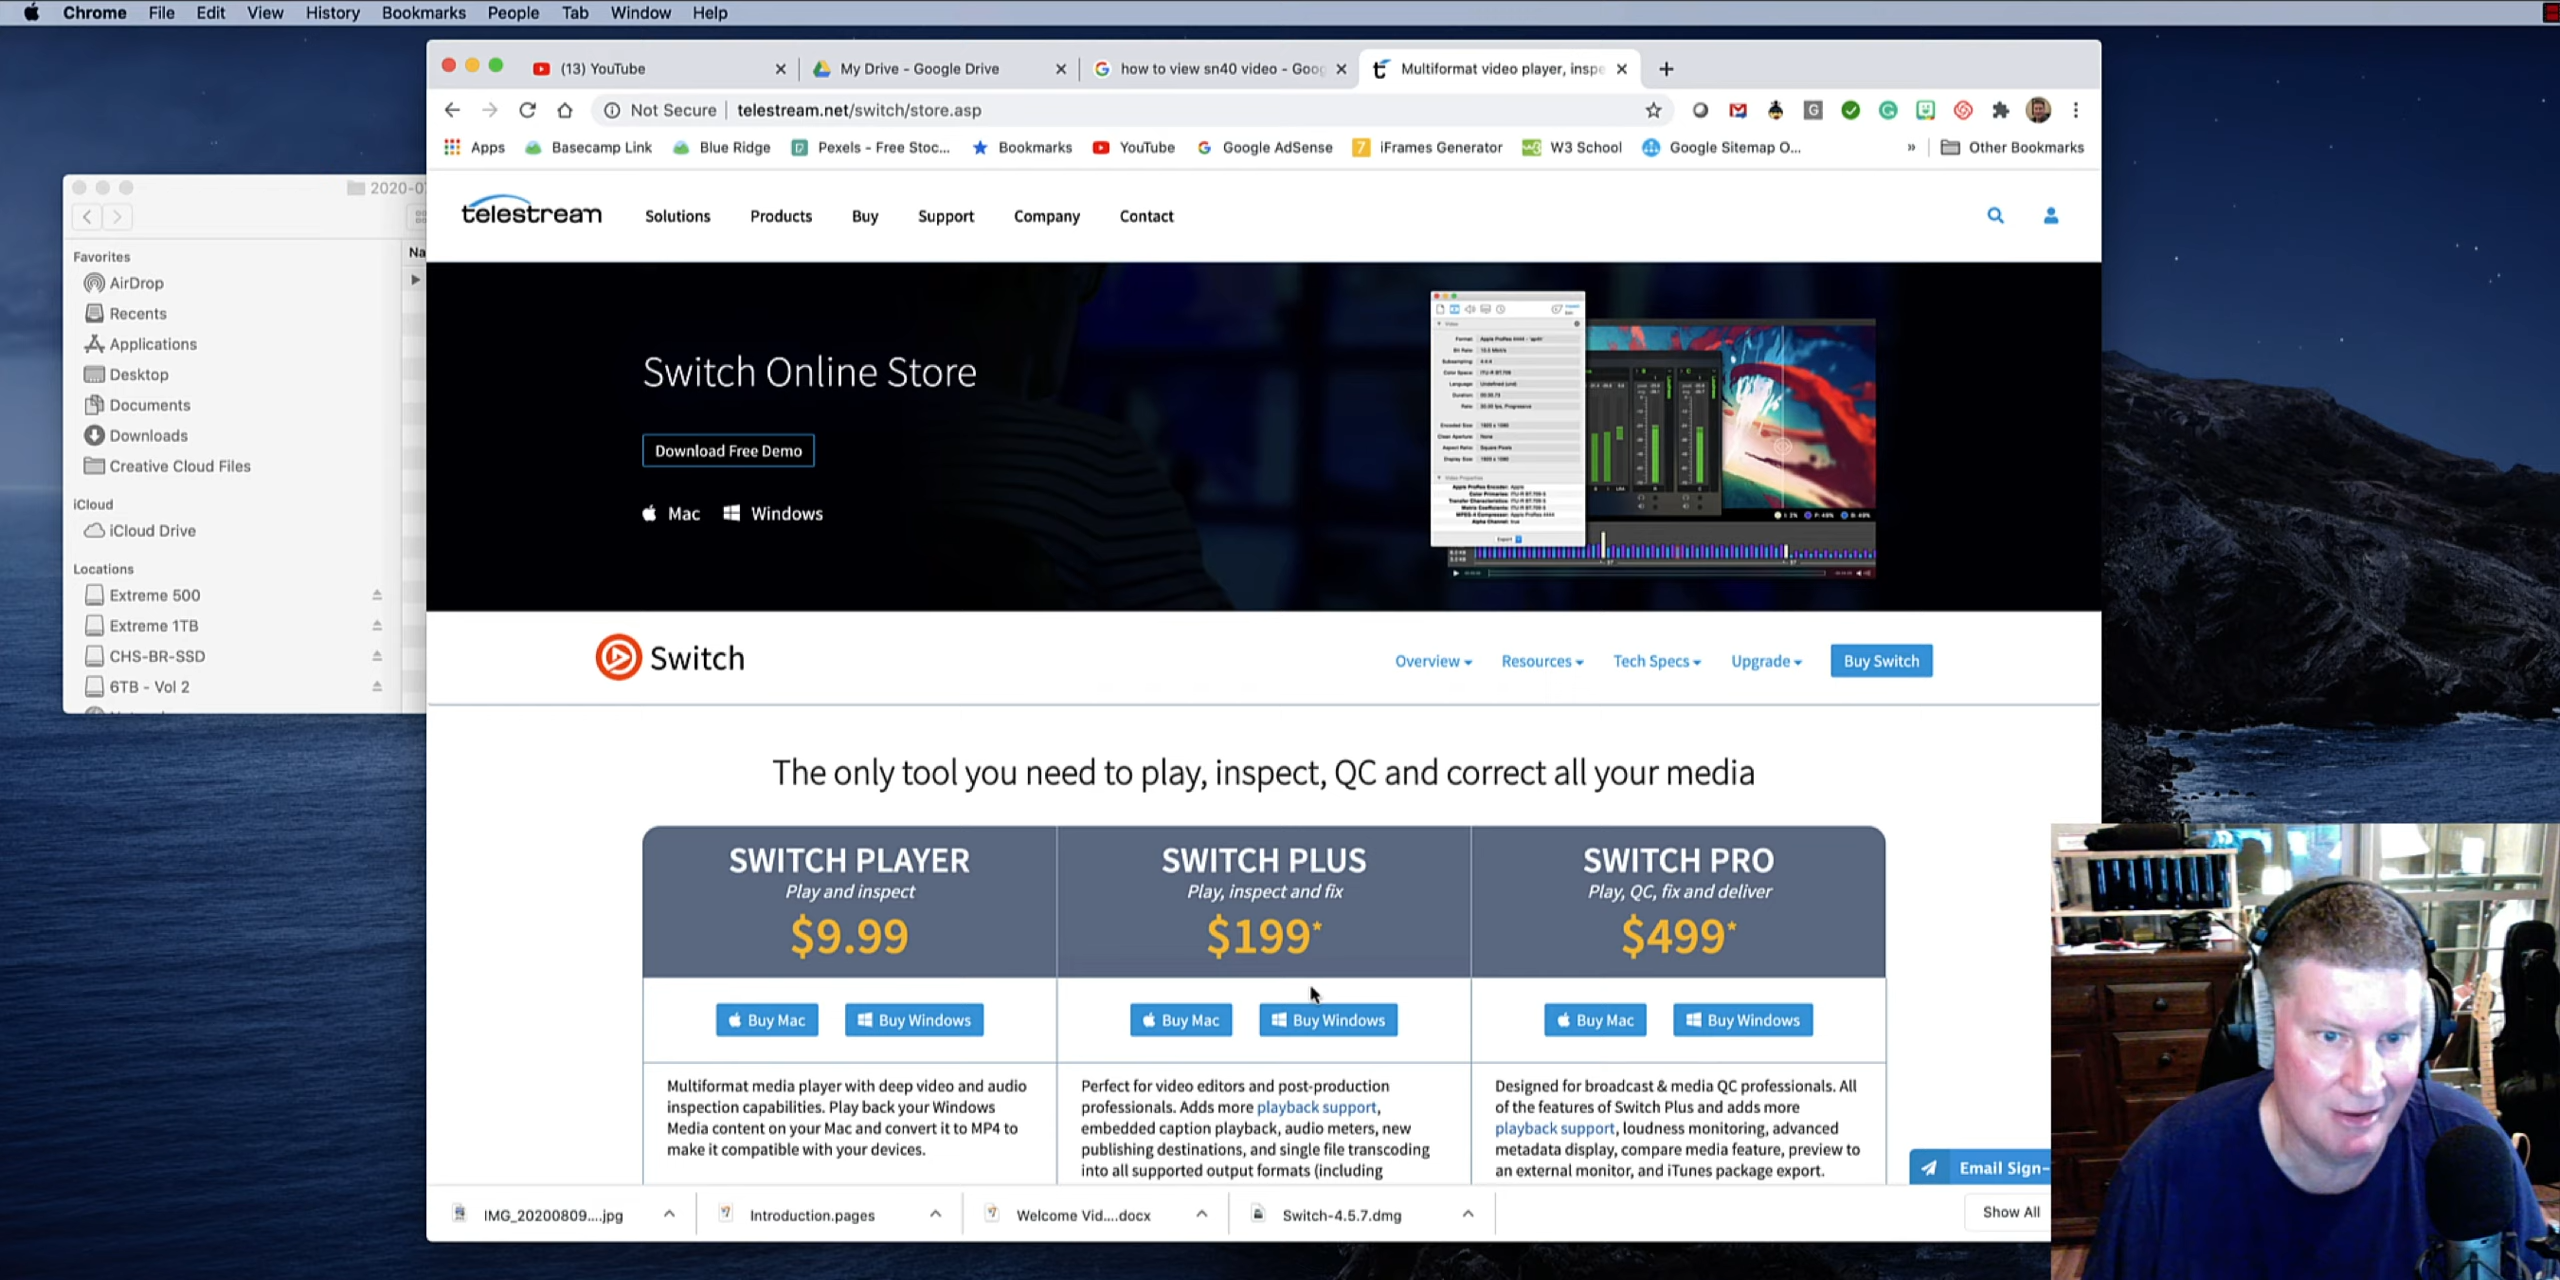 Chrome File Edit View History Bookmarks People Tab Window Help
(13) YouTube
My Drive - Google Drive
how to view sn40 video - Goog
Multiformat video player, inspe
Not Secure | telestream.net/switch/store.asp
Apps
Basecamp Link
Blue Ridge
Pexels - Free Stoc...
Bookmarks
YouTube
Google AdSense
iFrames Generator
W3 School
Google Sitemap O...
» Other Bookmarks
2020-07
Na
Favorites
AirDrop
Recents
Applications
Desktop
Documents
Downloads
Creative Cloud Files
iCloud
iCloud Drive
Locations
Extreme 500
Extreme 1TB
CHS-BR-SSD
6TB - Vol 2
telestream
Solutions Products Buy Support Company Contact
Switch Online Store
Download Free Demo
Mac Windows
Switch
Overview Resources Tech Specs Upgrade Buy Switch
The only tool you need to play, inspect, QC and correct all your media
SWITCH PLAYER
Play and inspect
$9.99
Buy Mac Buy Windows
Multiformat media player with deep video and audio
inspection capabilities. Play back your Windows
Media content on your Mac and convert it to MP4 to
make it compatible with your devices.
SWITCH PLUS
Play, inspect and fix
$199*
Buy Mac Buy Windows
Perfect for video editors and post-production
professionals. Adds more playback support,
embedded caption playback, audio meters, new
publishing destinations, and single file transcoding
into all supported output formats (including
SWITCH PRO
Play, QC, fix and deliver
$499*
Buy Mac Buy Windows
Designed for broadcast & media QC professionals. All
of the features of Switch Plus and adds more
playback support, loudness monitoring, advanced
metadata display, compare media feature, preview to
an external monitor, and iTunes package export.
Email Sign-
IMG_20200809....jpg
Introduction.pages
Welcome Vid....docx
Switch-4.5.7.dmg
Show All